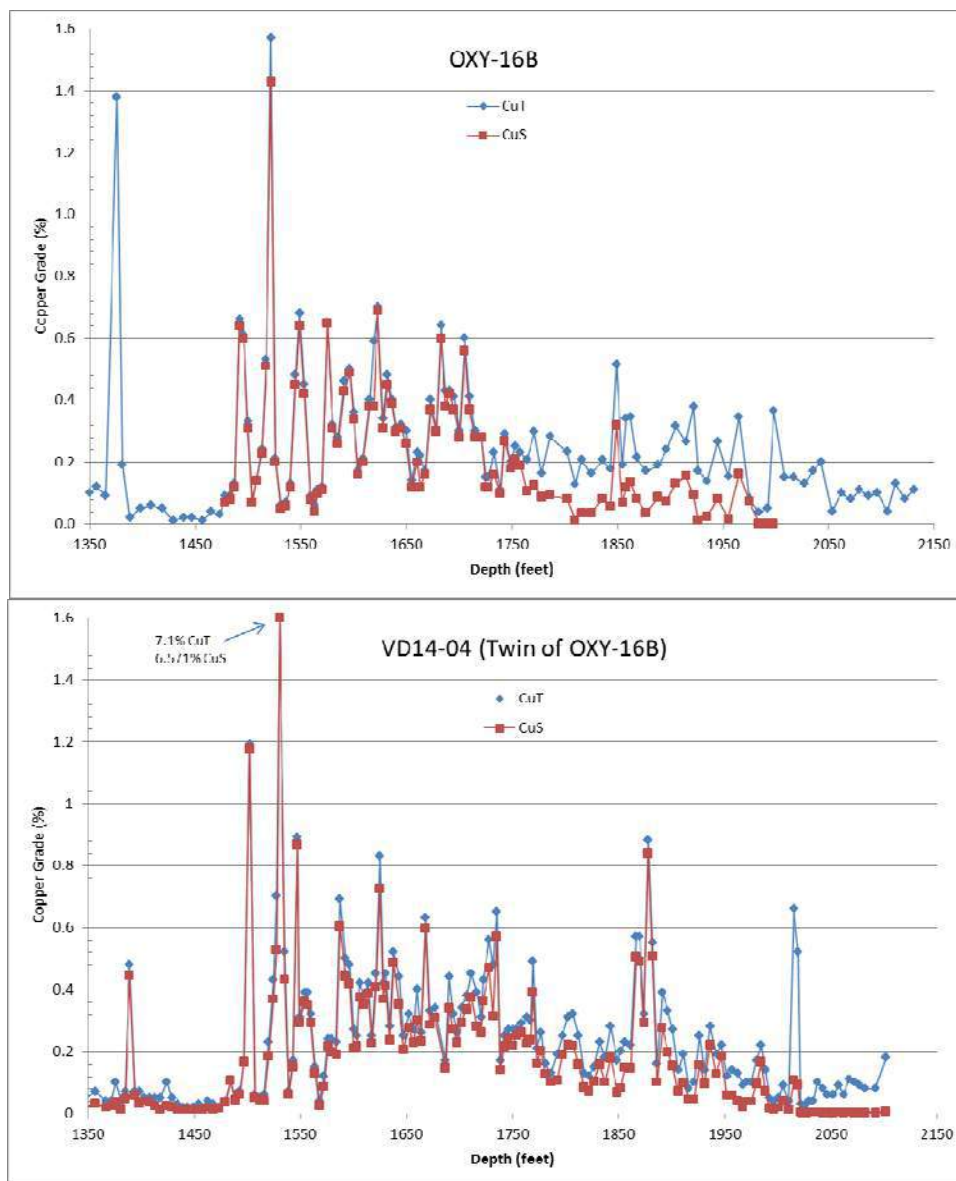 OXY-16B
CuT
CuS
Copper Grade (%)
1.6
1.4
1.2
1.0
0.8
0.6
0.4
0.2
0.0
1350 1450 1550 1650 1750 1850 1950 2050 2150
Depth (feet)
VD14-04 (Twin of OXY-16B)
7.1% CuT
6.571% CuS
CuT
CuS
Copper Grade (%)
1.6
1.4
1.2
1
0.8
0.6
0.4
0.2
0
1350 1450 1550 1650 1750 1850 1950 2050 2150
Depth (feet)